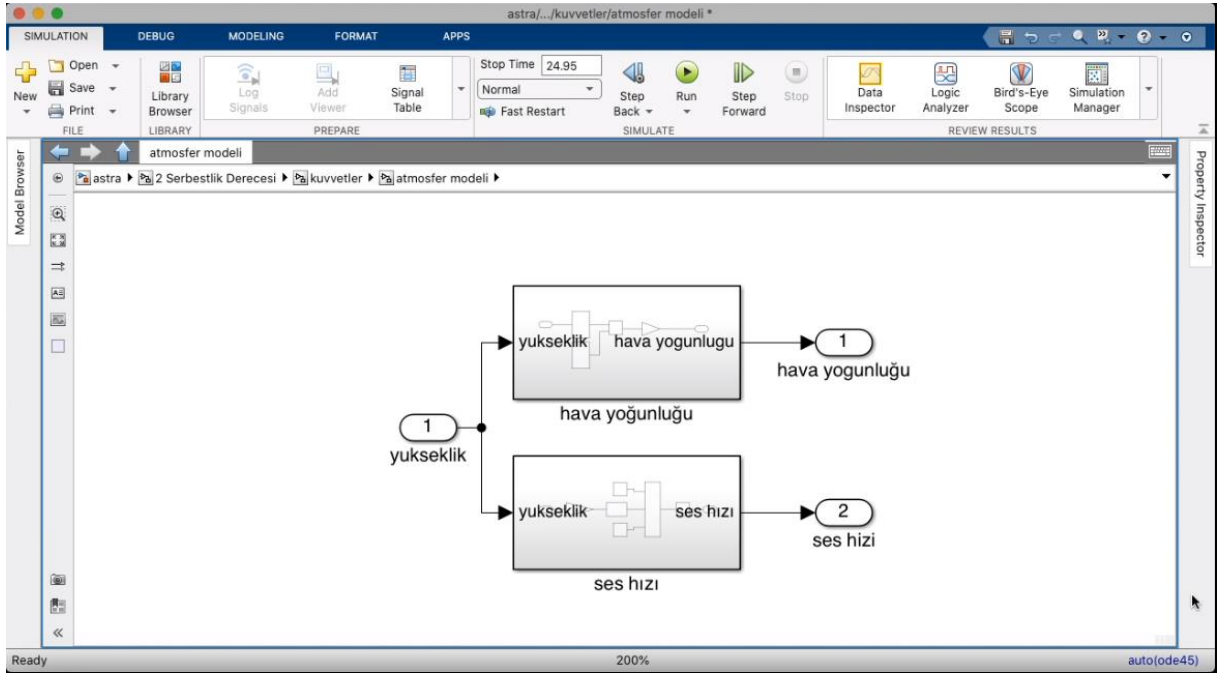 astra/.../kuvvetler/atmosfer modeli *
SIMULATION DEBUG MODELING FORMAT APPS
New
Open
Save
Print
FILE
Library Browser
LIBRARY
Log Signals
Add Viewer
Signal Table
PREPARE
Stop Time 24.95
Normal
Fast Restart
Step Back
Run
Step Forward
Stop
SIMULATE
Data Inspector
Logic Analyzer
Bird's-Eye Scope
Simulation Manager
REVIEW RESULTS
Model Browser
Property Inspector
atmosfer modeli
astra 2 Serbestlik Derecesi kuvvetler atmosfer modeli
yukseklik hava yogunlugu
1
hava yogunluğu
hava yoğunluğu
1
yukseklik
yukseklik ses hızı
2
ses hizi
ses hızı
Ready 200% auto(ode45)